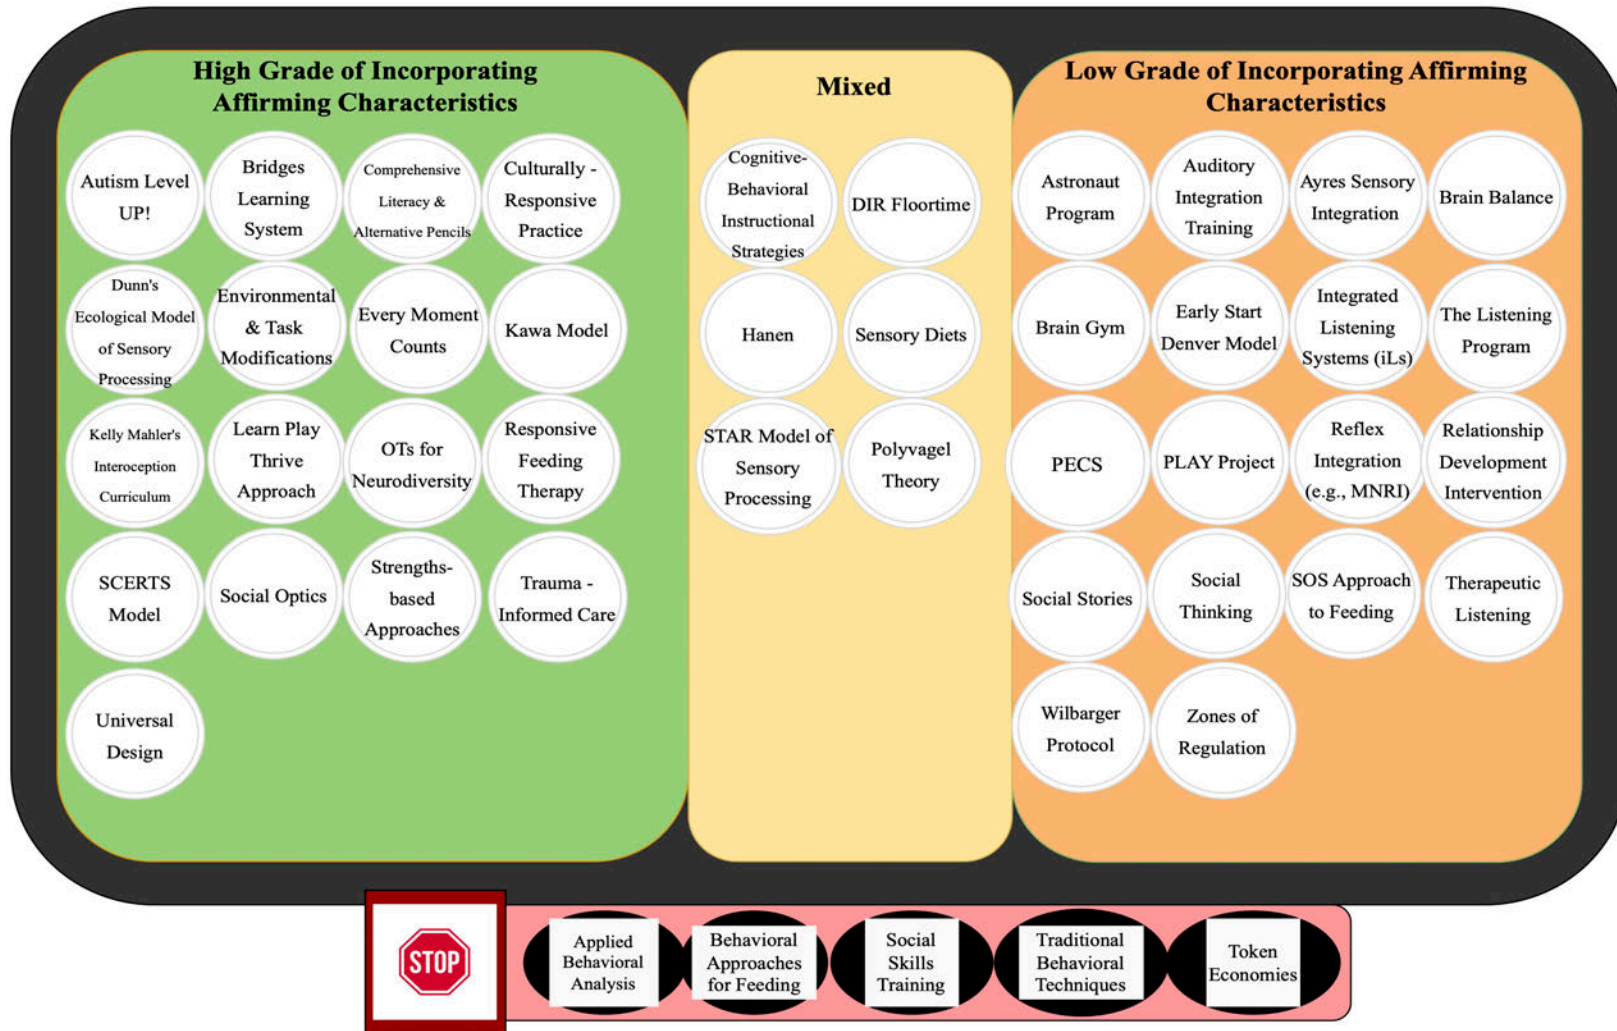 High Grade of Incorporating
Affirming Characteristics
Autism Level
UP!
Bridges
Learning
System
Comprehensive
Literacy &
Alternative Pencils
Culturally -
Responsive
Practice
Dunn's
Ecological Model
of Sensory
Processing
Environmental
& Task
Modifications
Every Moment
Counts
Kawa Model
Kelly Mahler's
Interoception
Curriculum
Learn Play
Thrive
Approach
OTs for
Neurodiversity
Responsive
Feeding
Therapy
SCERTS
Model
Social Optics
Strengths-
based
Approaches
Trauma -
Informed Care
Universal
Design
Mixed
Cognitive-
Behavioral
Instructional
Strategies
DIR Floortime
Hanen
Sensory Diets
STAR Model of
Sensory
Processing
Polyvagel
Theory
Low Grade of Incorporating Affirming
Characteristics
Astronaut
Program
Auditory
Integration
Training
Ayres Sensory
Integration
Brain Balance
Brain Gym
Early Start
Denver Model
Integrated
Listening
Systems (iLs)
The Listening
Program
PECS
PLAY Project
Reflex
Integration
(e.g., MNRI)
Relationship
Development
Intervention
Social Stories
Social
Thinking
SOS Approach
to Feeding
Therapeutic
Listening
Wilbarger
Protocol
Zones of
Regulation
STOP
Applied
Behavioral
Analysis
Behavioral
Approaches
for Feeding
Social
Skills
Training
Traditional
Behavioral
Techniques
Token
Economies